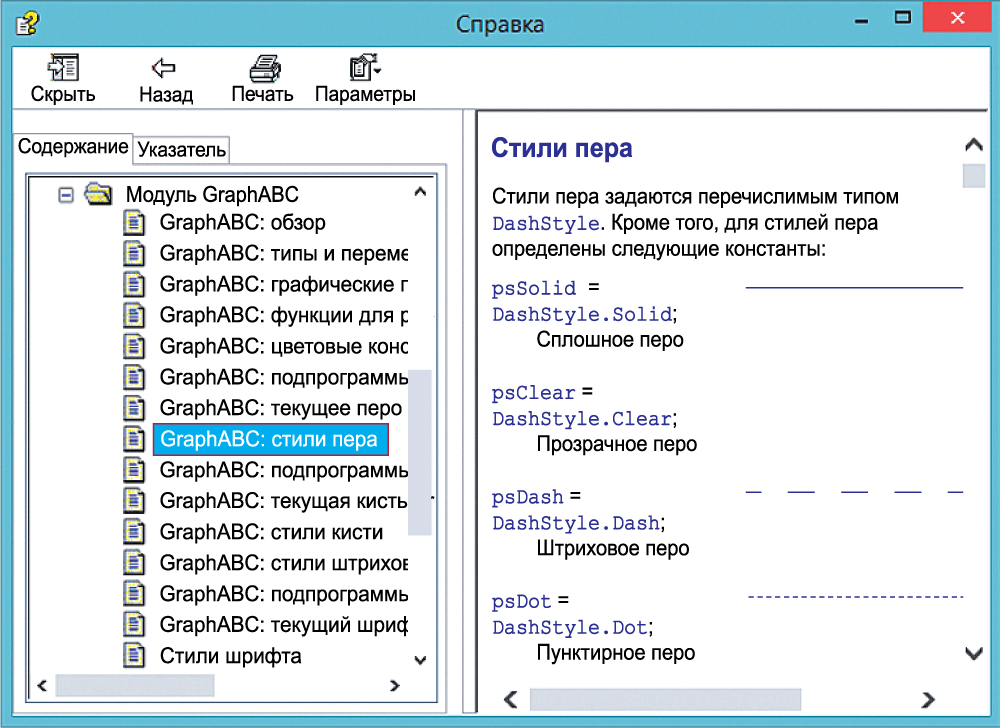 Справка
Скрыть
Назад
Печать
Параметры
Содержание
Указатель
Модуль GraphABC
GraphABC: обзор
GraphABC: типы и переме
GraphABC: графические п
GraphABC: функции для р
GraphABC: цветовые конс
GraphABC: подпрограммы
GraphABC: текущее перо
GraphABC: стили пера
GraphABC: подпрограммы
GraphABC: текущая кисть
GraphABC: стили кисти
GraphABC: стили штрихов
GraphABC: подпрограммы
GraphABC: текущий шриф
Стили шрифта
Стили пера
Стили пера задаются перечислимым типом
DashStyle. Кроме того, для стилей пера
определены следующие константы:
psSolid =
DashStyle.Solid;
Сплошное перо
psClear =
DashStyle.Clear;
Прозрачное перо
psDash =
DashStyle.Dash;
Штриховое перо
psDot =
DashStyle.Dot;
Пунктирное перо